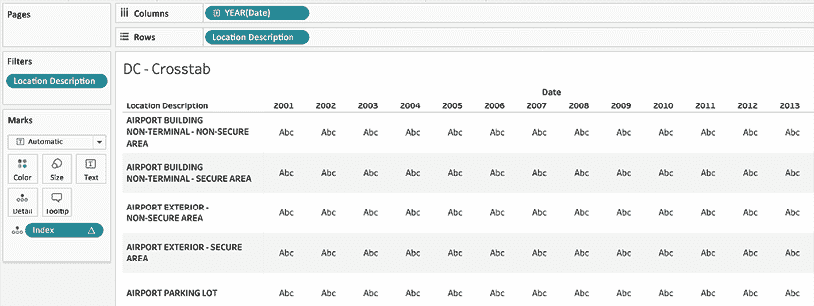 Pages
Columns
YEAR(Date)
Rows
Location Description
Filters
Location Description
DC - Crosstab
Marks
Automatic
Color
Size
Text
Detail
Tooltip
Index
Date
Location Description 2001 2002 2003 2004 2005 2006 2007 2008 2009 2010 2011 2012 2013
AIRPORT BUILDING
NON-TERMINAL - NON-SECURE Abc Abc Abc Abc Abc Abc Abc Abc Abc Abc Abc Abc Abc
AREA
AIRPORT BUILDING
NON-TERMINAL - SECURE AREA Abc Abc Abc Abc Abc Abc Abc Abc Abc Abc Abc Abc Abc
AIRPORT EXTERIOR -
NON-SECURE AREA Abc Abc Abc Abc Abc Abc Abc Abc Abc Abc Abc Abc Abc
AIRPORT EXTERIOR - SECURE
AREA Abc Abc Abc Abc Abc Abc Abc Abc Abc Abc Abc Abc Abc
AIRPORT PARKING LOT Abc Abc Abc Abc Abc Abc Abc Abc Abc Abc Abc Abc Abc